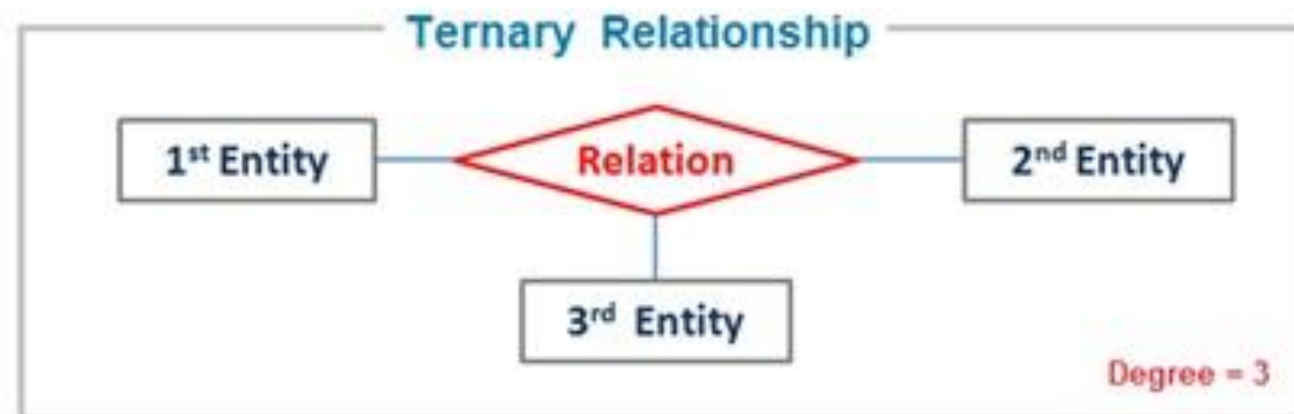 Ternary Relationship
1st Entity
Relation
2nd Entity
3rd Entity
Degree = 3